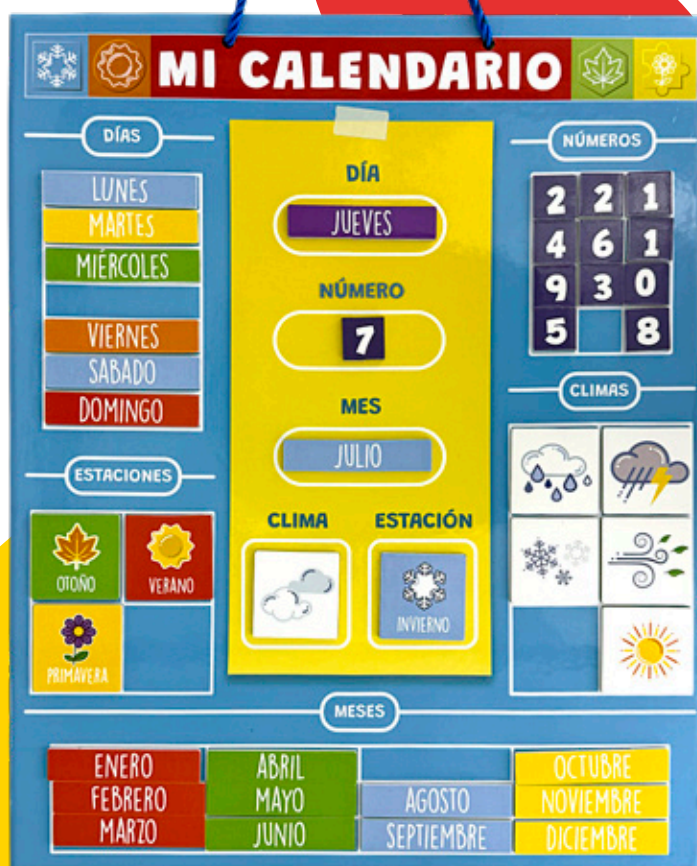 MI CALENDARIO
DÍAS
LUNES
MARTES
MIÉRCOLES
VIERNES
SABADO
DOMINGO
ESTACIONES
OTOÑO
VERANO
PRIMAVERA
DÍA
JUEVES
NÚMERO
7
MES
JULIO
CLIMA
ESTACIÓN
INVIERNO
NÚMEROS
2 2 1
4 6 1
9 3 0
5 8
CLIMAS
MESES
ENERO
FEBRERO
MARZO
ABRIL
MAYO
JUNIO
AGOSTO
SEPTIEMBRE
OCTUBRE
NOVIEMBRE
DICIEMBRE